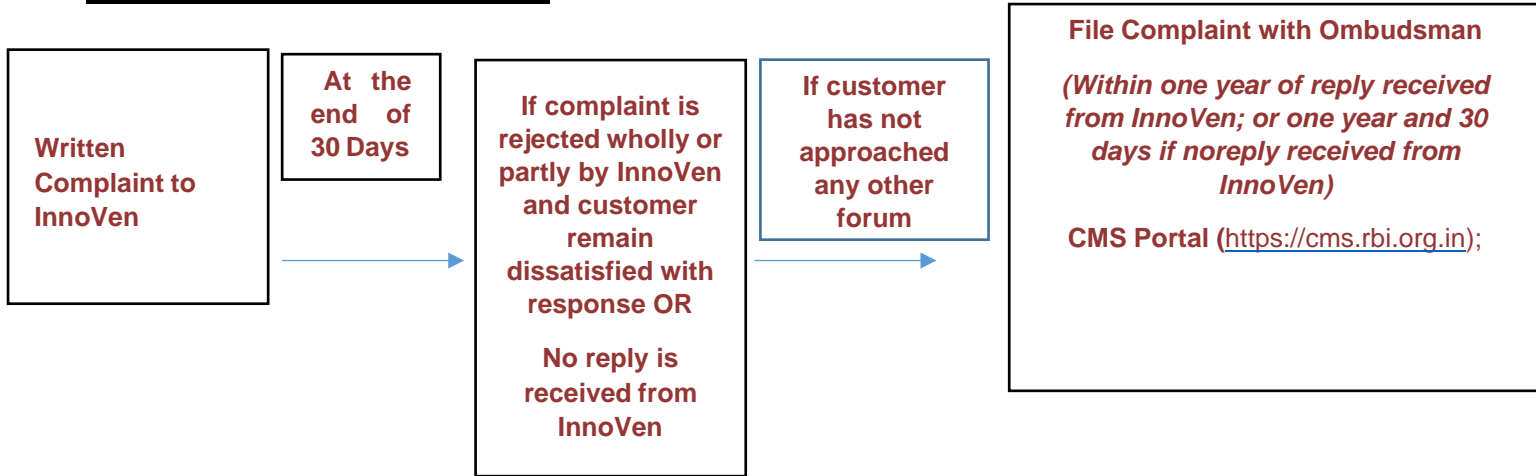 Written
Complaint to
InnoVen
At the
end of
30 Days
If complaint is
rejected wholly or
partly by InnoVen
and customer
remain
dissatisfied with
response OR
No reply is
received from
InnoVen
If customer
has not
approached
any other
forum
File Complaint with Ombudsman
(Within one year of reply received
from InnoVen; or one year and 30
days if noreply received from
InnoVen)
CMS Portal (https://cms.rbi.org.in);